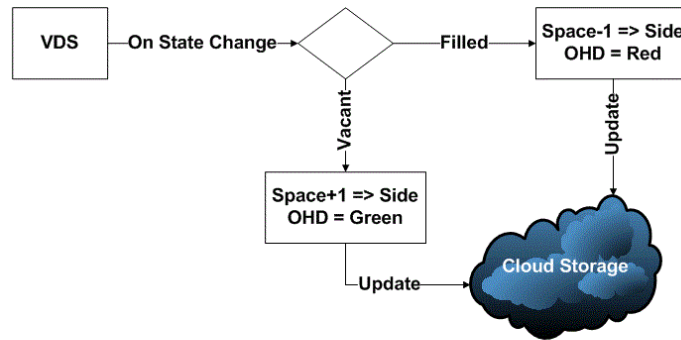 VDS
On State Change
Filled
Space-1 => Side
OHD = Red
Vacant
Update
Space+1 => Side
OHD = Green
Update
Cloud Storage